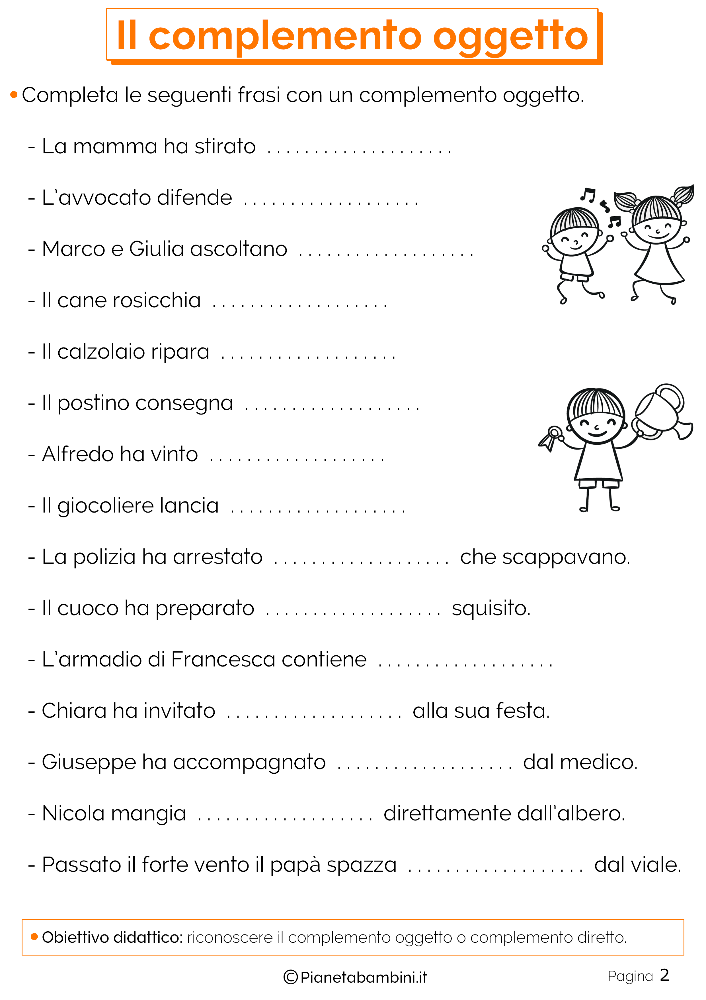 Il complemento oggetto
• Completa le seguenti frasi con un complemento oggetto.
- La mamma ha stirato . . . . . . . . . . . . . . . . . . . .
- L'avvocato difende . . . . . . . . . . . . . . . . . . .
- Marco e Giulia ascoltano . . . . . . . . . . . . . . . . . . .
- Il cane rosicchia . . . . . . . . . . . . . . . . . . .
- Il calzolaio ripara . . . . . . . . . . . . . . . . . . .
- Il postino consegna . . . . . . . . . . . . . . . . . . .
- Alfredo ha vinto . . . . . . . . . . . . . . . . . . .
- Il giocoliere lancia . . . . . . . . . . . . . . . . . . .
- La polizia ha arrestato . . . . . . . . . . . . . . . . . . . che scappavano.
- Il cuoco ha preparato . . . . . . . . . . . . . . . . . . . squisito.
- L'armadio di Francesca contiene . . . . . . . . . . . . . . . . . . .
- Chiara ha invitato . . . . . . . . . . . . . . . . . . . alla sua festa.
- Giuseppe ha accompagnato . . . . . . . . . . . . . . . . . . . dal medico.
- Nicola mangia . . . . . . . . . . . . . . . . . . . direttamente dall'albero.
- Passato il forte vento il papà spazza . . . . . . . . . . . . . . . . . . . dal viale.
• Obiettivo didattico: riconoscere il complemento oggetto o complemento diretto.
©Pianetabambini.it
Pagina 2